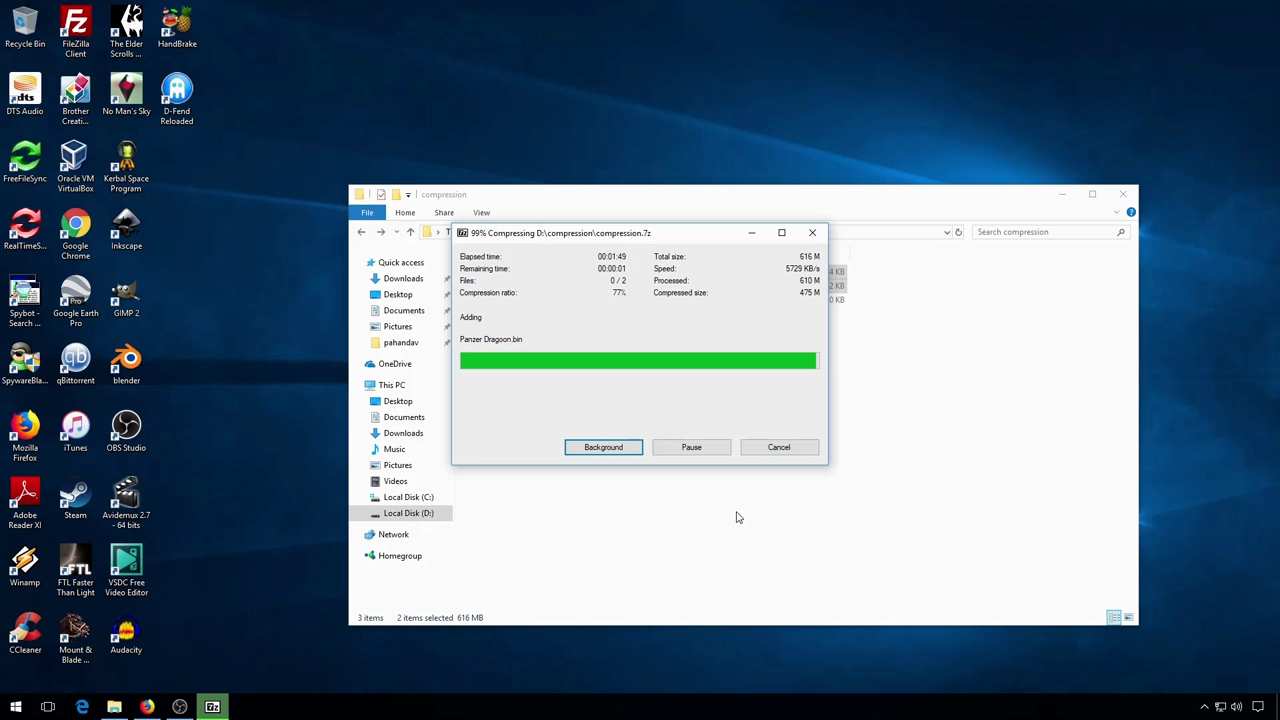 Recycle Bin
FileZilla
Client
The Elder
Scrolls ...
HandBrake
DTS Audio
Brother
Creati...
No Man's Sky
D-Fend
Reloaded
FreeFileSync
Oracle VM
VirtualBox
Kerbal Space
Program
RealTimeS...
Google
Chrome
Inkscape
Spybot -
Search ...
Google Earth
Pro
GIMP 2
SpywareBla...
qBittorrent
blender
Mozilla
Firefox
iTunes
OBS Studio
Adobe
Reader XI
Steam
Avidemux 2.7
- 64 bits
Winamp
FTL Faster
Than Light
VSDC Free
Video Editor
CCleaner
Mount &
Blade ...
Audacity
compression
File
Home
Share
View
Search compression
Quick access
Downloads
Desktop
Documents
Pictures
pahandav
OneDrive
This PC
Desktop
Documents
Downloads
Music
Pictures
Videos
Local Disk (C:)
Local Disk (D:)
Network
Homegroup
3 items
2 items selected 616 MB
99% Compressing D:\compression\compression.7z
Elapsed time: 00:01:49
Total size: 616 M
Remaining time: 00:00:01
Speed: 5729 KB/s
Files: 0 / 2
Processed: 610 M
Compression ratio: 77%
Compressed size: 475 M
Adding
Panzer Dragoon.bin
Background
Pause
Cancel
4 KB
2 KB
0 KB